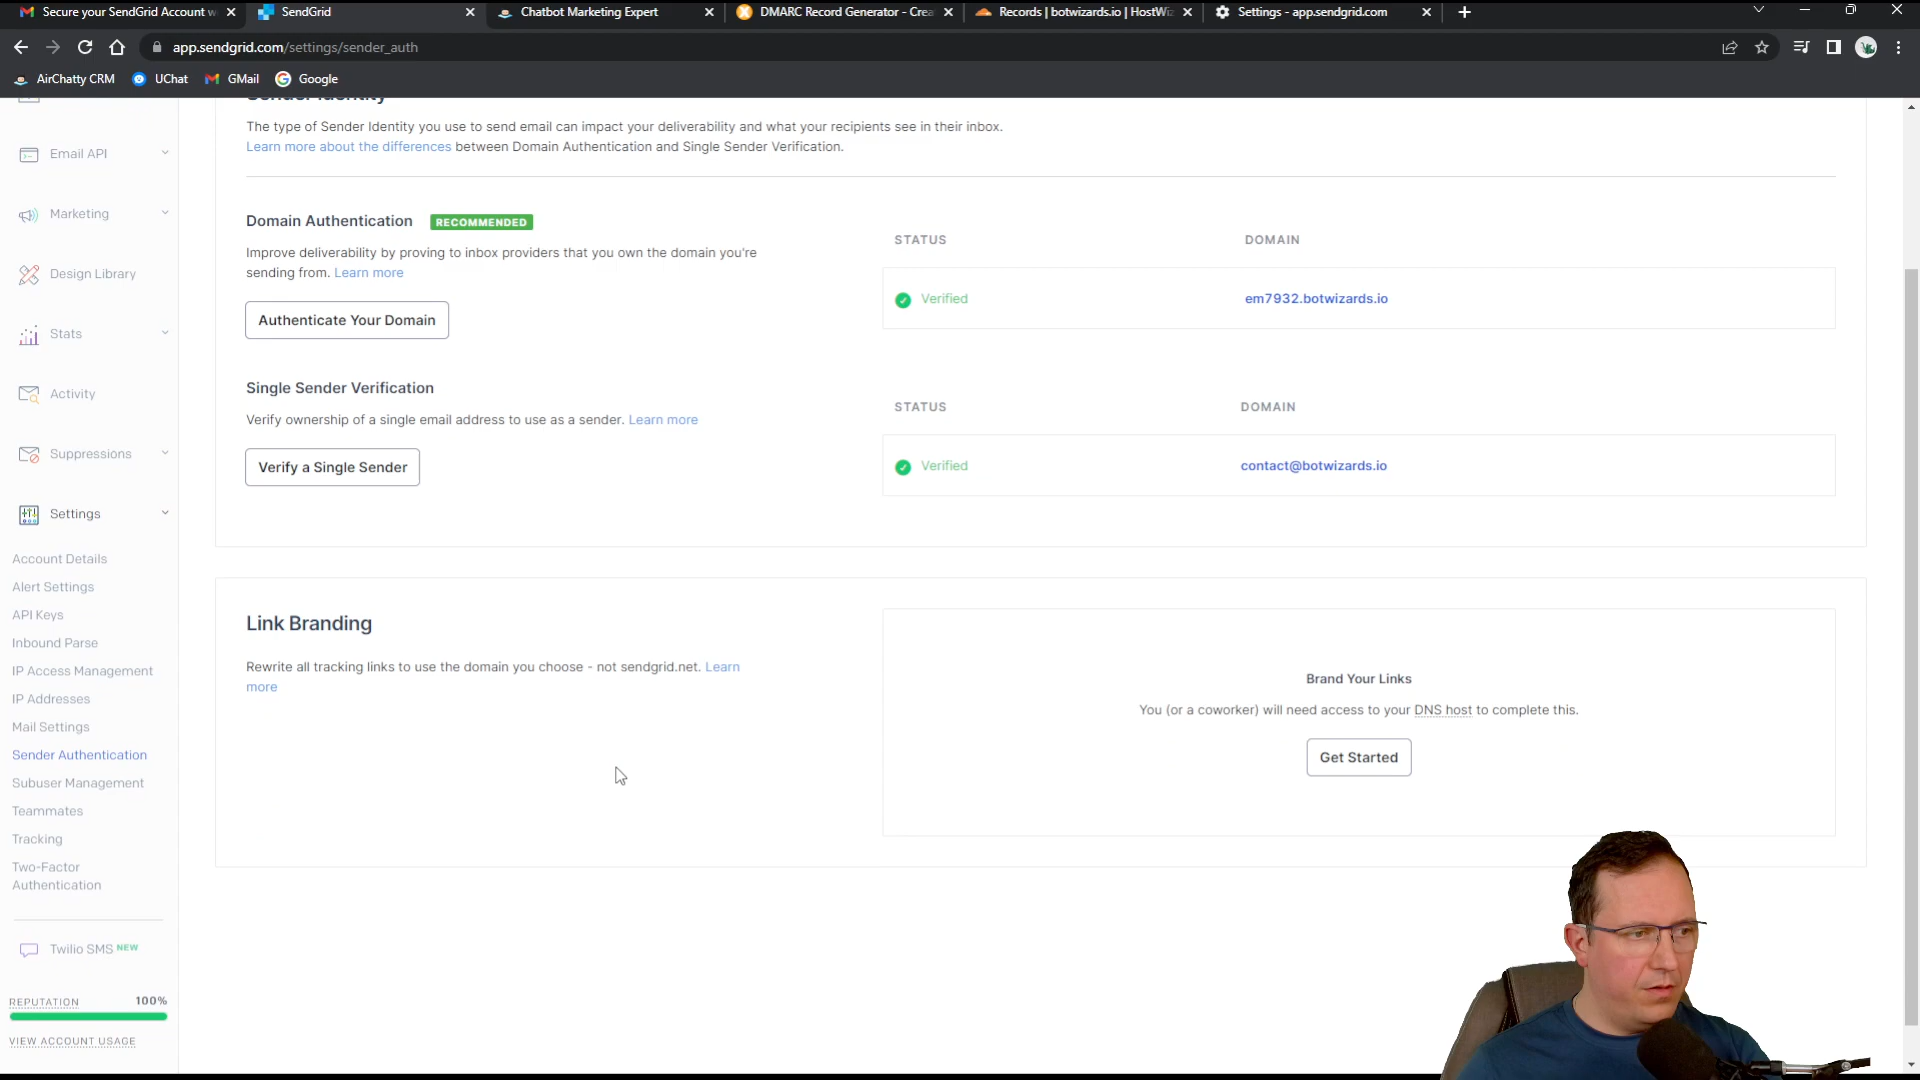 Secure your SendGrid Account w
SendGrid
Chatbot Marketing Expert
DMARC Record Generator - Crea
Records | botwizards.io | HostWiz
Settings - app.sendgrid.com
app.sendgrid.com/settings/sender_auth
AirChatty CRM
UChat
GMail
Google
Sender Identity
The type of Sender Identity you use to send email can impact your deliverability and what your recipients see in their inbox.
Learn more about the differences between Domain Authentication and Single Sender Verification.
Email API
Marketing
Design Library
Stats
Activity
Suppressions
Settings
Account Details
Alert Settings
API Keys
Inbound Parse
IP Access Management
IP Addresses
Mail Settings
Sender Authentication
Subuser Management
Teammates
Tracking
Two-Factor
Authentication
Twilio SMS NEW
REPUTATION 100%
VIEW ACCOUNT USAGE
Domain Authentication RECOMMENDED
Improve deliverability by proving to inbox providers that you own the domain you're
sending from. Learn more
Authenticate Your Domain
STATUS DOMAIN
Verified em7932.botwizards.io
Single Sender Verification
Verify ownership of a single email address to use as a sender. Learn more
Verify a Single Sender
STATUS DOMAIN
Verified contact@botwizards.io
Link Branding
Rewrite all tracking links to use the domain you choose - not sendgrid.net. Learn
more
Brand Your Links
You (or a coworker) will need access to your DNS host to complete this.
Get Started